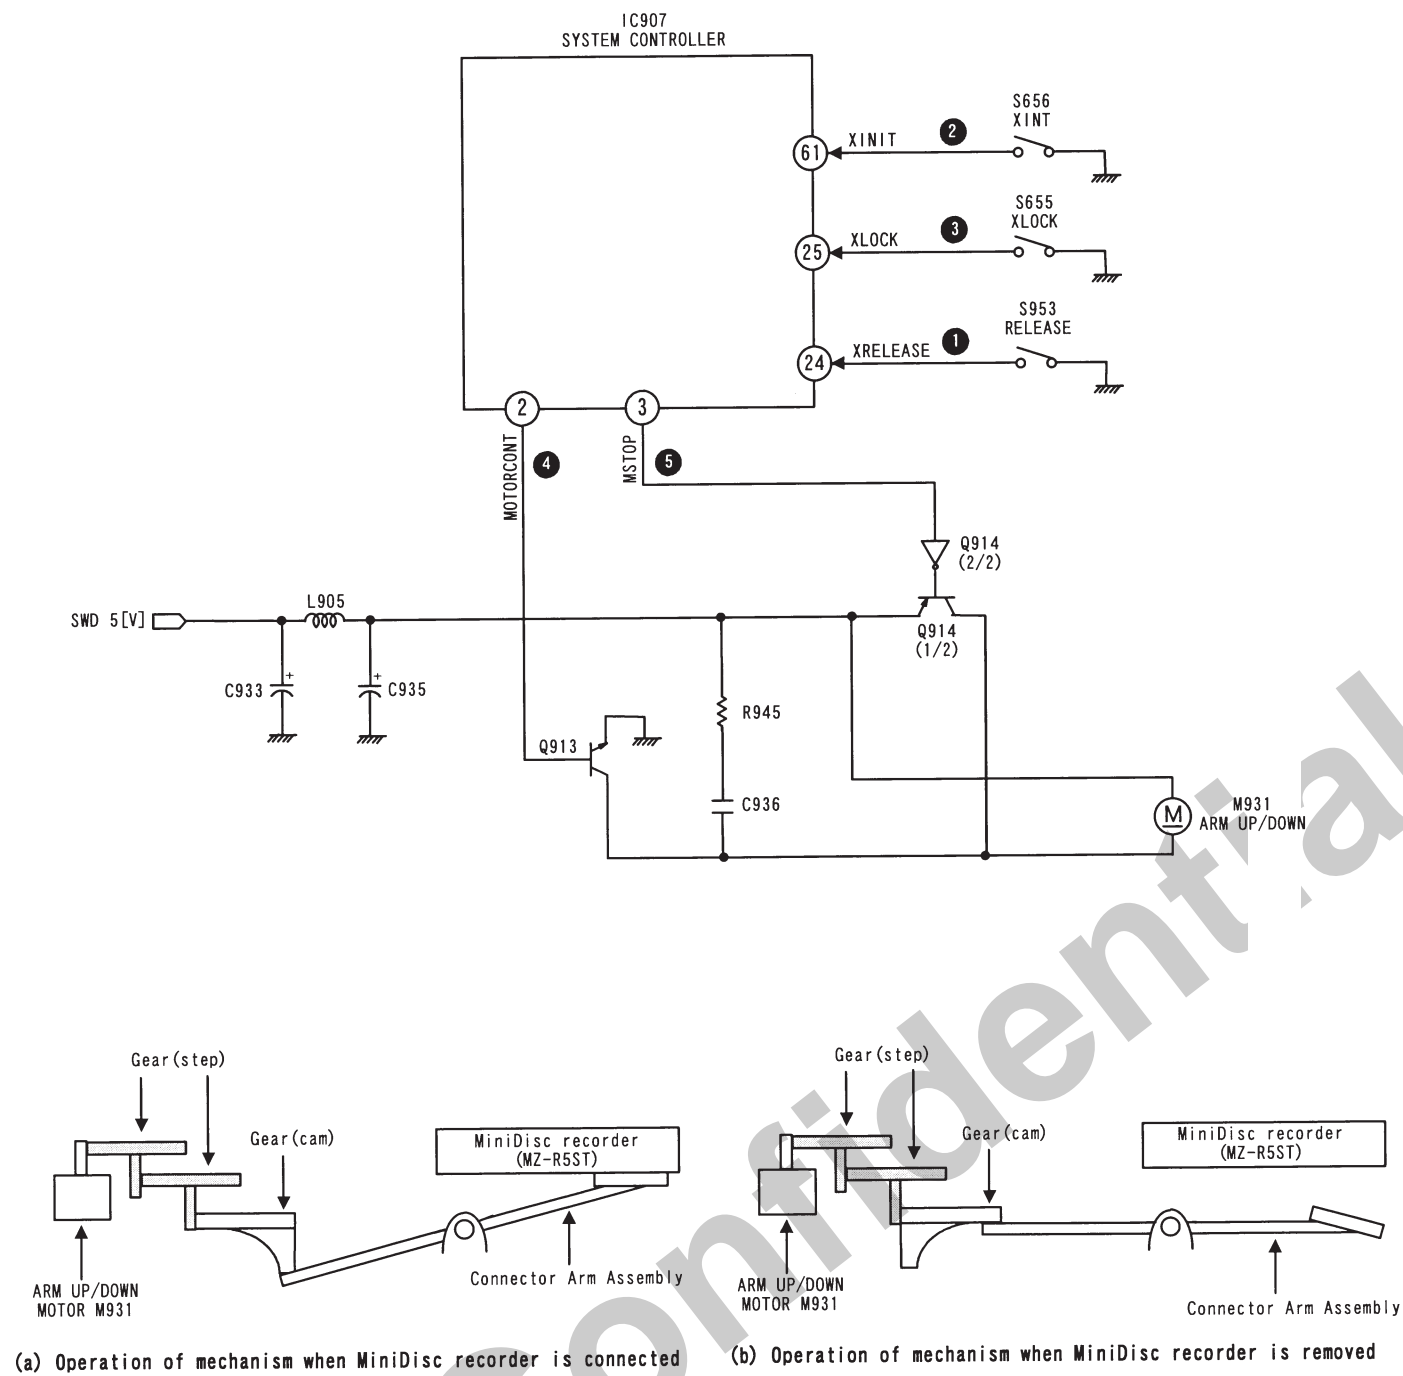 IC907
SYSTEM CONTROLLER
S656
XINT
61
XINIT
2
S655
XLOCK
25
XLOCK
3
S953
RELEASE
24
XRELEASE
1
2
3
MOTORCONT
4
MSTOP
5
Q914
(2/2)
SWD 5[V]
L905
Q914
(1/2)
C933
+
+
C935
R945
Q913
C936
M
M931
ARM UP/DOWN
Gear(step)
Gear(cam)
MiniDisc recorder
(MZ-R5ST)
ARM UP/DOWN
MOTOR M931
Connector Arm Assembly
(a) Operation of mechanism when MiniDisc recorder is connected
Gear(step)
Gear(cam)
MiniDisc recorder
(MZ-R5ST)
ARM UP/DOWN
MOTOR M931
Connector Arm Assembly
(b) Operation of mechanism when MiniDisc recorder is removed
Confidential